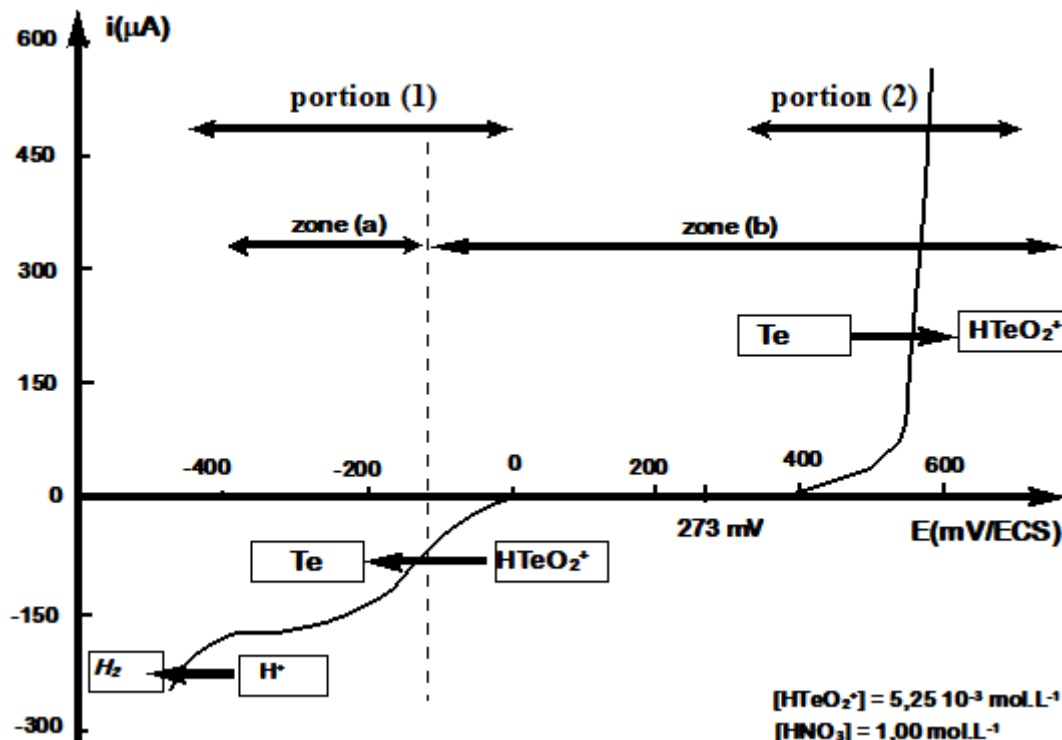 600
i(µA)
portion (1)
portion (2)
450
zone (a)
zone (b)
300
Te
HTeO₂⁺
150
-400
-200
0
200
400
600
0
273 mV
E(mV/ECS)
Te
HTeO₂⁺
-150
H₂
H⁺
[HTeO₂⁺] = 5,25 10⁻³ mol.L⁻¹
[HNO₃] = 1,00 mol.L⁻¹
-300